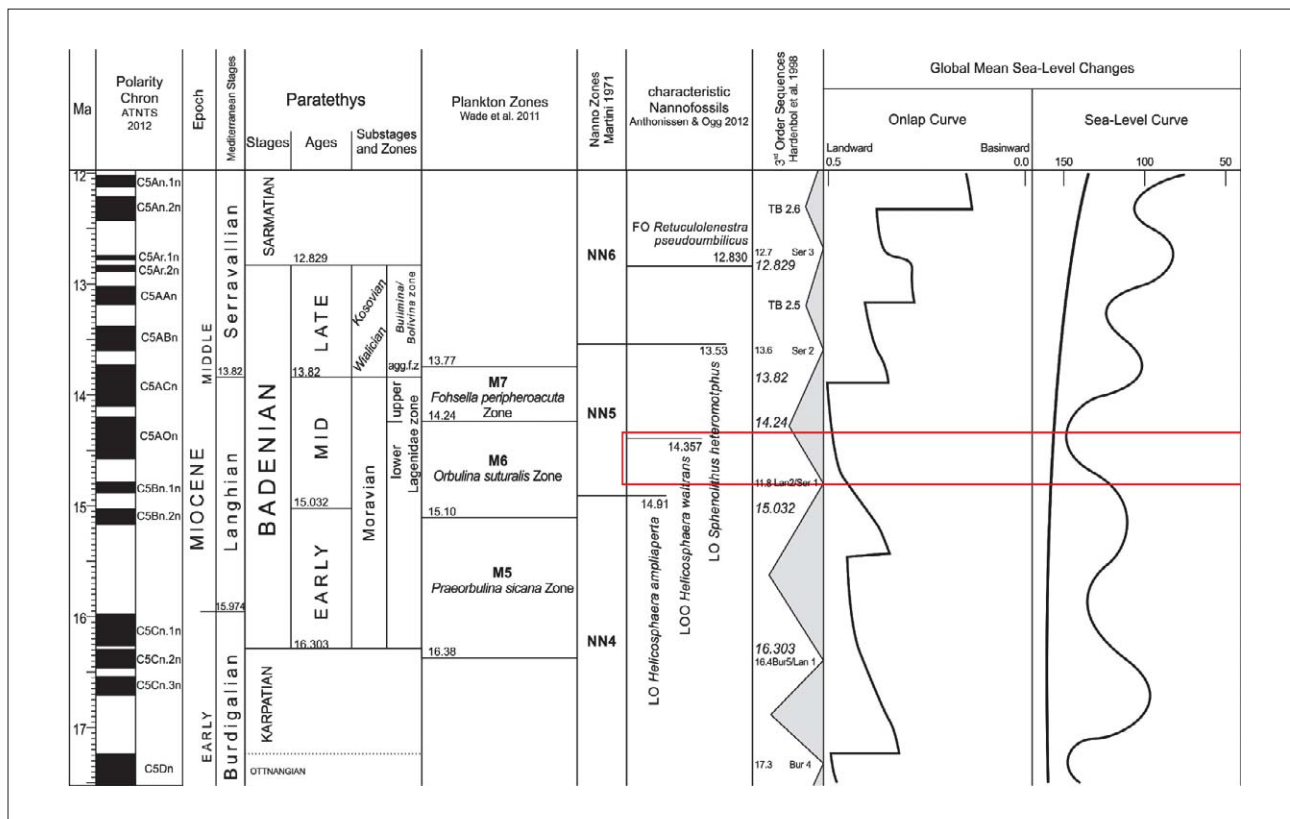 Ma
Polarity
Chron
ATNTS
2012
Epoch
Mediterranean Stages
Paratethys
Stages
Ages
Substages
and Zones
Plankton Zones
Wade et al. 2011
Nanno Zones
Martini 1971
characteristic
Nannofossils
Anthonissen & Ogg 2012
3rd Order Sequences
Hardenbol et al. 1998
Global Mean Sea-Level Changes
Onlap Curve
Landward
Basinward
0.5
0.0
Sea-Level Curve
150
100
50
12
13
14
15
16
17
C5An.1n
C5An.2n
C5Ar.1n
C5Ar.2n
C5AAn
C5ABn
C5ACn
C5AOn
C5Bn.1n
C5Bn.2n
C5Cn.1n
C5Cn.2n
C5Cn.3n
C5Dn
MIOCENE
MIDDLE
EARLY
Serravallian
13.82
Langhian
15.974
Burdigalian
SARMATIAN
12.829
BADENIAN
KARPATIAN
OTTNANGIAN
LATE
13.82
MID
15.032
EARLY
16.303
Kosovian
Wialician
Moravian
Bulimina/
Bolivina zone
agg.f.z
upper
lower
Lagenidae zone
13.77
M7
Fohsella peripheroacuta
Zone
14.24
M6
Orbulina suturalis Zone
15.10
M5
Praeorbulina sicana Zone
16.38
NN6
NN5
NN4
FO Retuculolenestra
pseudoumbilicus
12.830
13.53
LO Sphenolithus heteromotphus
14.357
LOO Helicosphaera waltrans
14.91
LO Helicosphaera ampliaperta
TB 2.6
12.7 Ser 3
12.829
TB 2.5
13.6 Ser 2
13.82
14.24
11.8 Lan2/Ser 1
15.032
16.303
16.4Bur5/Lan 1
17.3 Bur 4